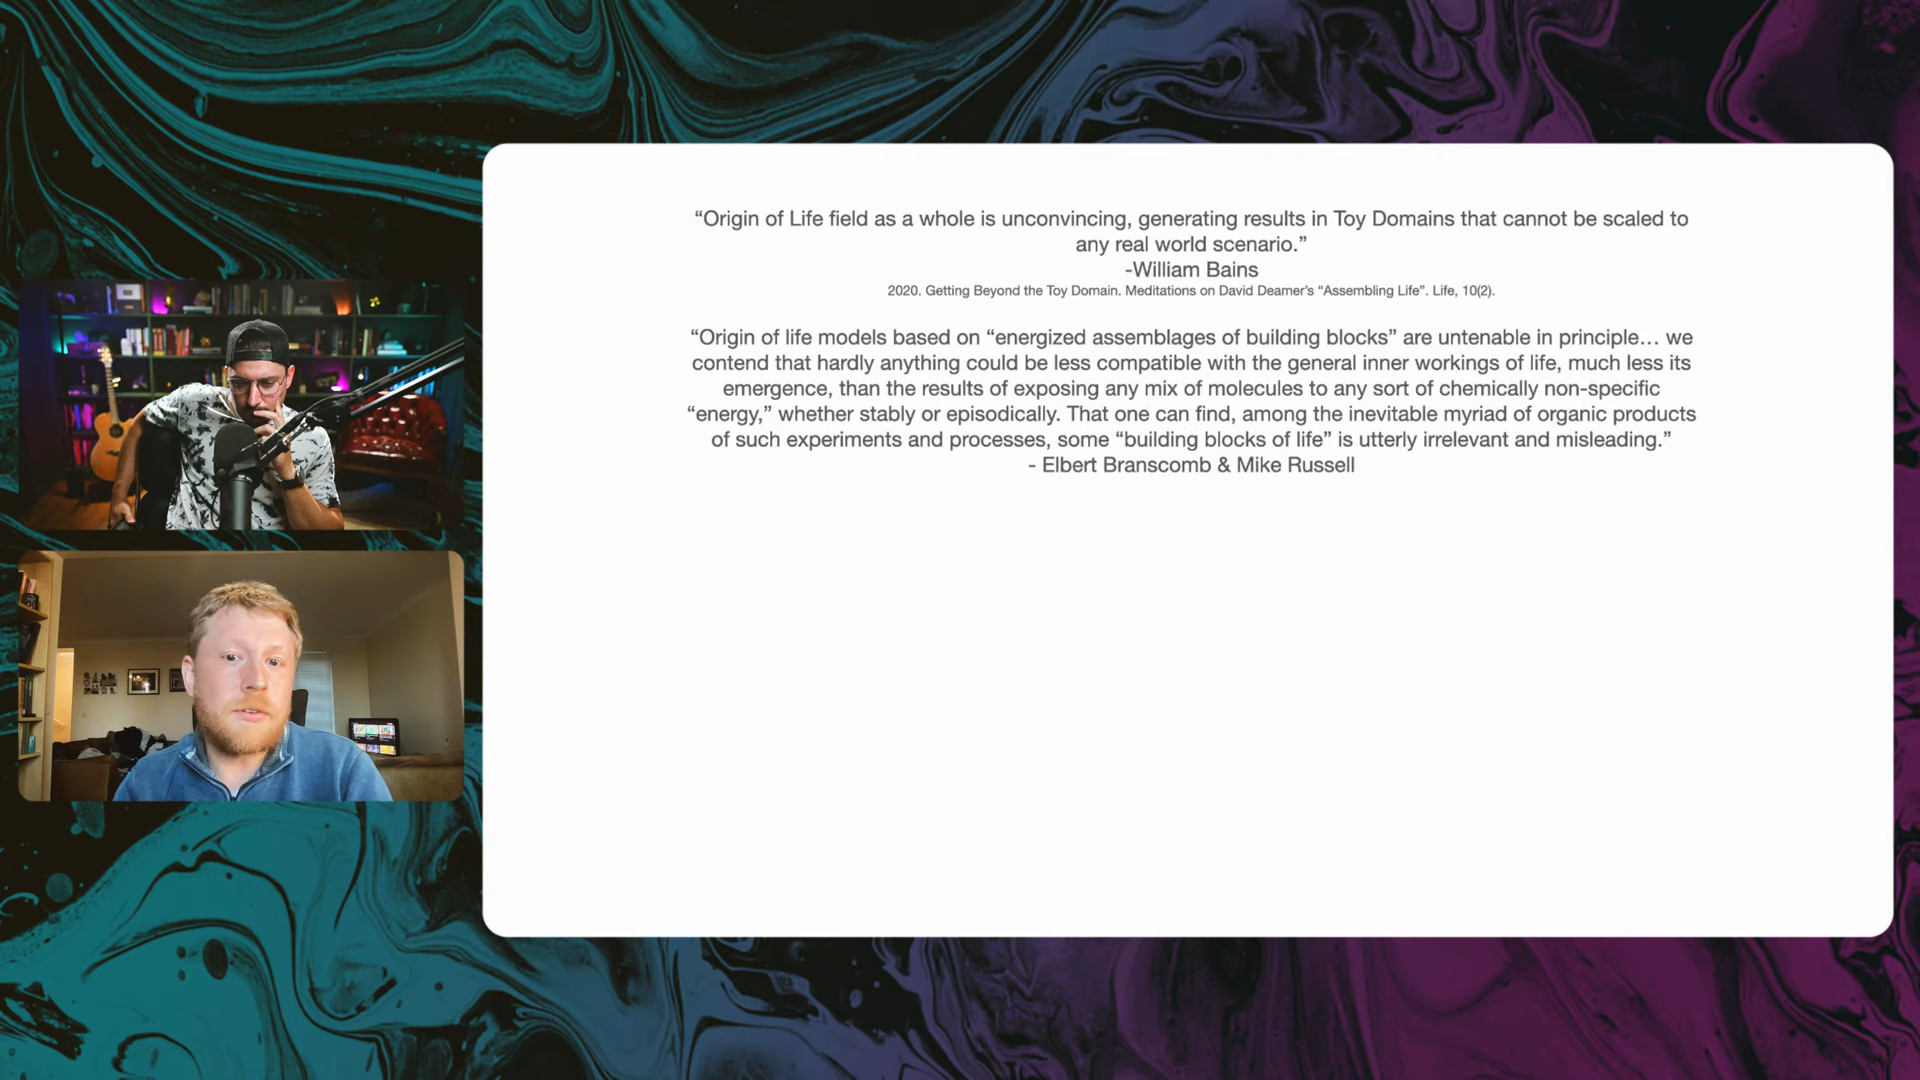 “Origin of Life field as a whole is unconvincing, generating results in Toy Domains that cannot be scaled to
any real world scenario.”
-William Bains
2020. Getting Beyond the Toy Domain. Meditations on David Deamer’s “Assembling Life”. Life, 10(2).
“Origin of life models based on “energized assemblages of building blocks” are untenable in principle… we
contend that hardly anything could be less compatible with the general inner workings of life, much less its
emergence, than the results of exposing any mix of molecules to any sort of chemically non-specific
“energy,” whether stably or episodically. That one can find, among the inevitable myriad of organic products
of such experiments and processes, some “building blocks of life” is utterly irrelevant and misleading.”
- Elbert Branscomb & Mike Russell